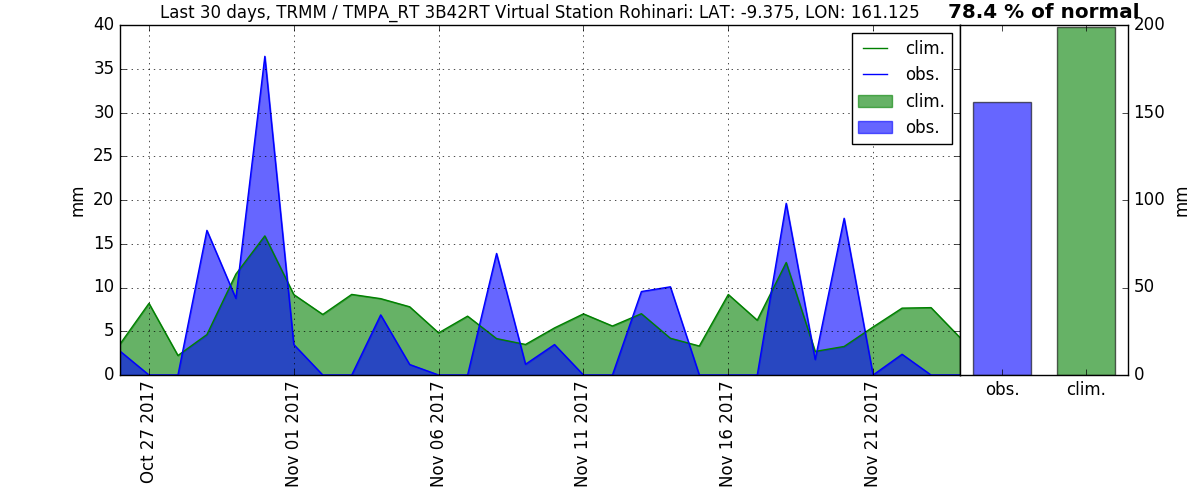 Last 30 days, TRMM / TMPA_RT 3B42RT Virtual Station Rohinari: LAT: -9.375, LON: 161.125
78.4 % of normal
40
35
30
25
20
15
10
5
0
mm
clim.
obs.
clim.
obs.
200
150
100
50
0
mm
Oct 27 2017
Nov 01 2017
Nov 06 2017
Nov 11 2017
Nov 16 2017
Nov 21 2017
obs.
clim.